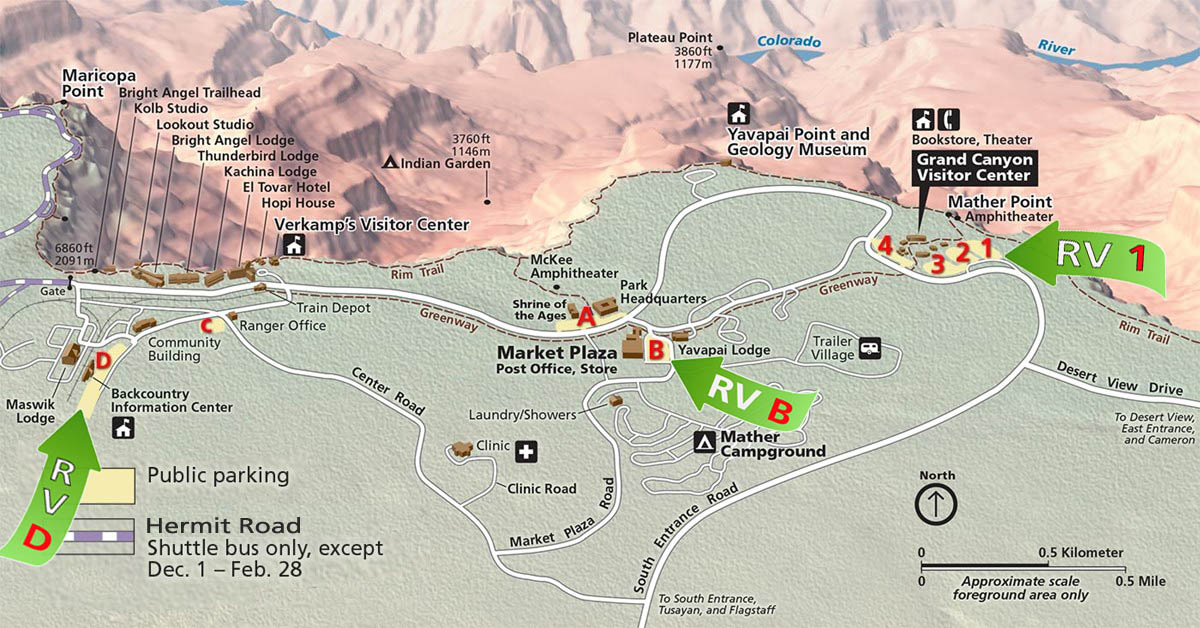 Plateau Point
3860ft
1177m
Colorado
River
Maricopa
Point
Bright Angel Trailhead
Kolb Studio
Lookout Studio
Bright Angel Lodge
Thunderbird Lodge
Kachina Lodge
El Tovar Hotel
Hopi House
Verkamp's Visitor Center
3760ft
1146m
Indian Garden
Yavapai Point and
Geology Museum
Bookstore, Theater
Grand Canyon
Visitor Center
Mather Point
Amphitheater
4
3
2
1
RV 1
6860ft
2091m
Gate
Rim Trail
McKee
Amphitheater
Park
Headquarters
Shrine of
the Ages
A
Greenway
Greenway
Rim Trail
Train Depot
C
Ranger Office
Community
Building
D
Market Plaza
Post Office, Store
B
Yavapai Lodge
Trailer
Village
RV B
Desert View Drive
To Desert View,
East Entrance,
and Cameron
Maswik
Lodge
Backcountry
Information Center
Center Road
Laundry/Showers
Mather
Campground
Clinic
Clinic Road
Market Plaza Road
South Entrance Road
To South Entrance,
Tusayan, and Flagstaff
RV D
Public parking
Hermit Road
Shuttle bus only, except
Dec. 1 – Feb. 28
North
0
0.5 Kilometer
0
0.5 Mile
Approximate scale
foreground area only